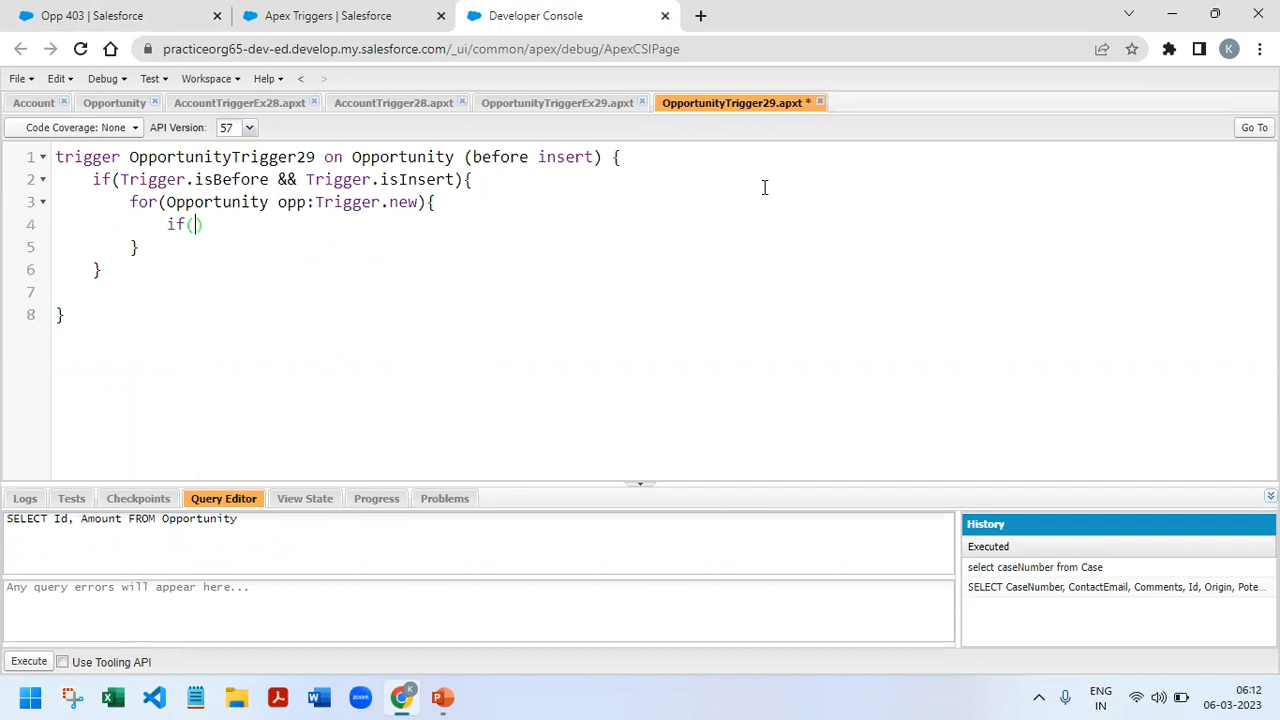 Opp 403 | Salesforce
Apex Triggers | Salesforce
Developer Console
practiceorg65-dev-ed.develop.my.salesforce.com/_ui/common/apex/debug/ApexCSIPage
K
File Edit Debug Test Workspace Help < >
Account Opportunity AccountTriggerEx28.apxt AccountTriger28.apxt OpportunityTriggerEx29.apxt OpportunityTrigger29.apxt *
Code Coverage: None API Version: 57 Go To
1 trigger OpportunityTrigger29 on Opportunity (before insert) {
2 if(Trigger.isBefore && Trigger.isInsert){
3 for(Opportunity opp:Trigger.new){
4 if()
5 }
6 }
7
8 }
Logs Tests Checkpoints Query Editor View State Progress Problems
SELECT Id, Amount FROM Opportunity
Any query errors will appear here...
History
Executed
select caseNumber from Case
SELECT CaseNumber, ContactEmail, Comments, Id, Origin, Pote...
Execute Use Tooling API
zoom
K
ENG
IN
06:12
06-03-2023